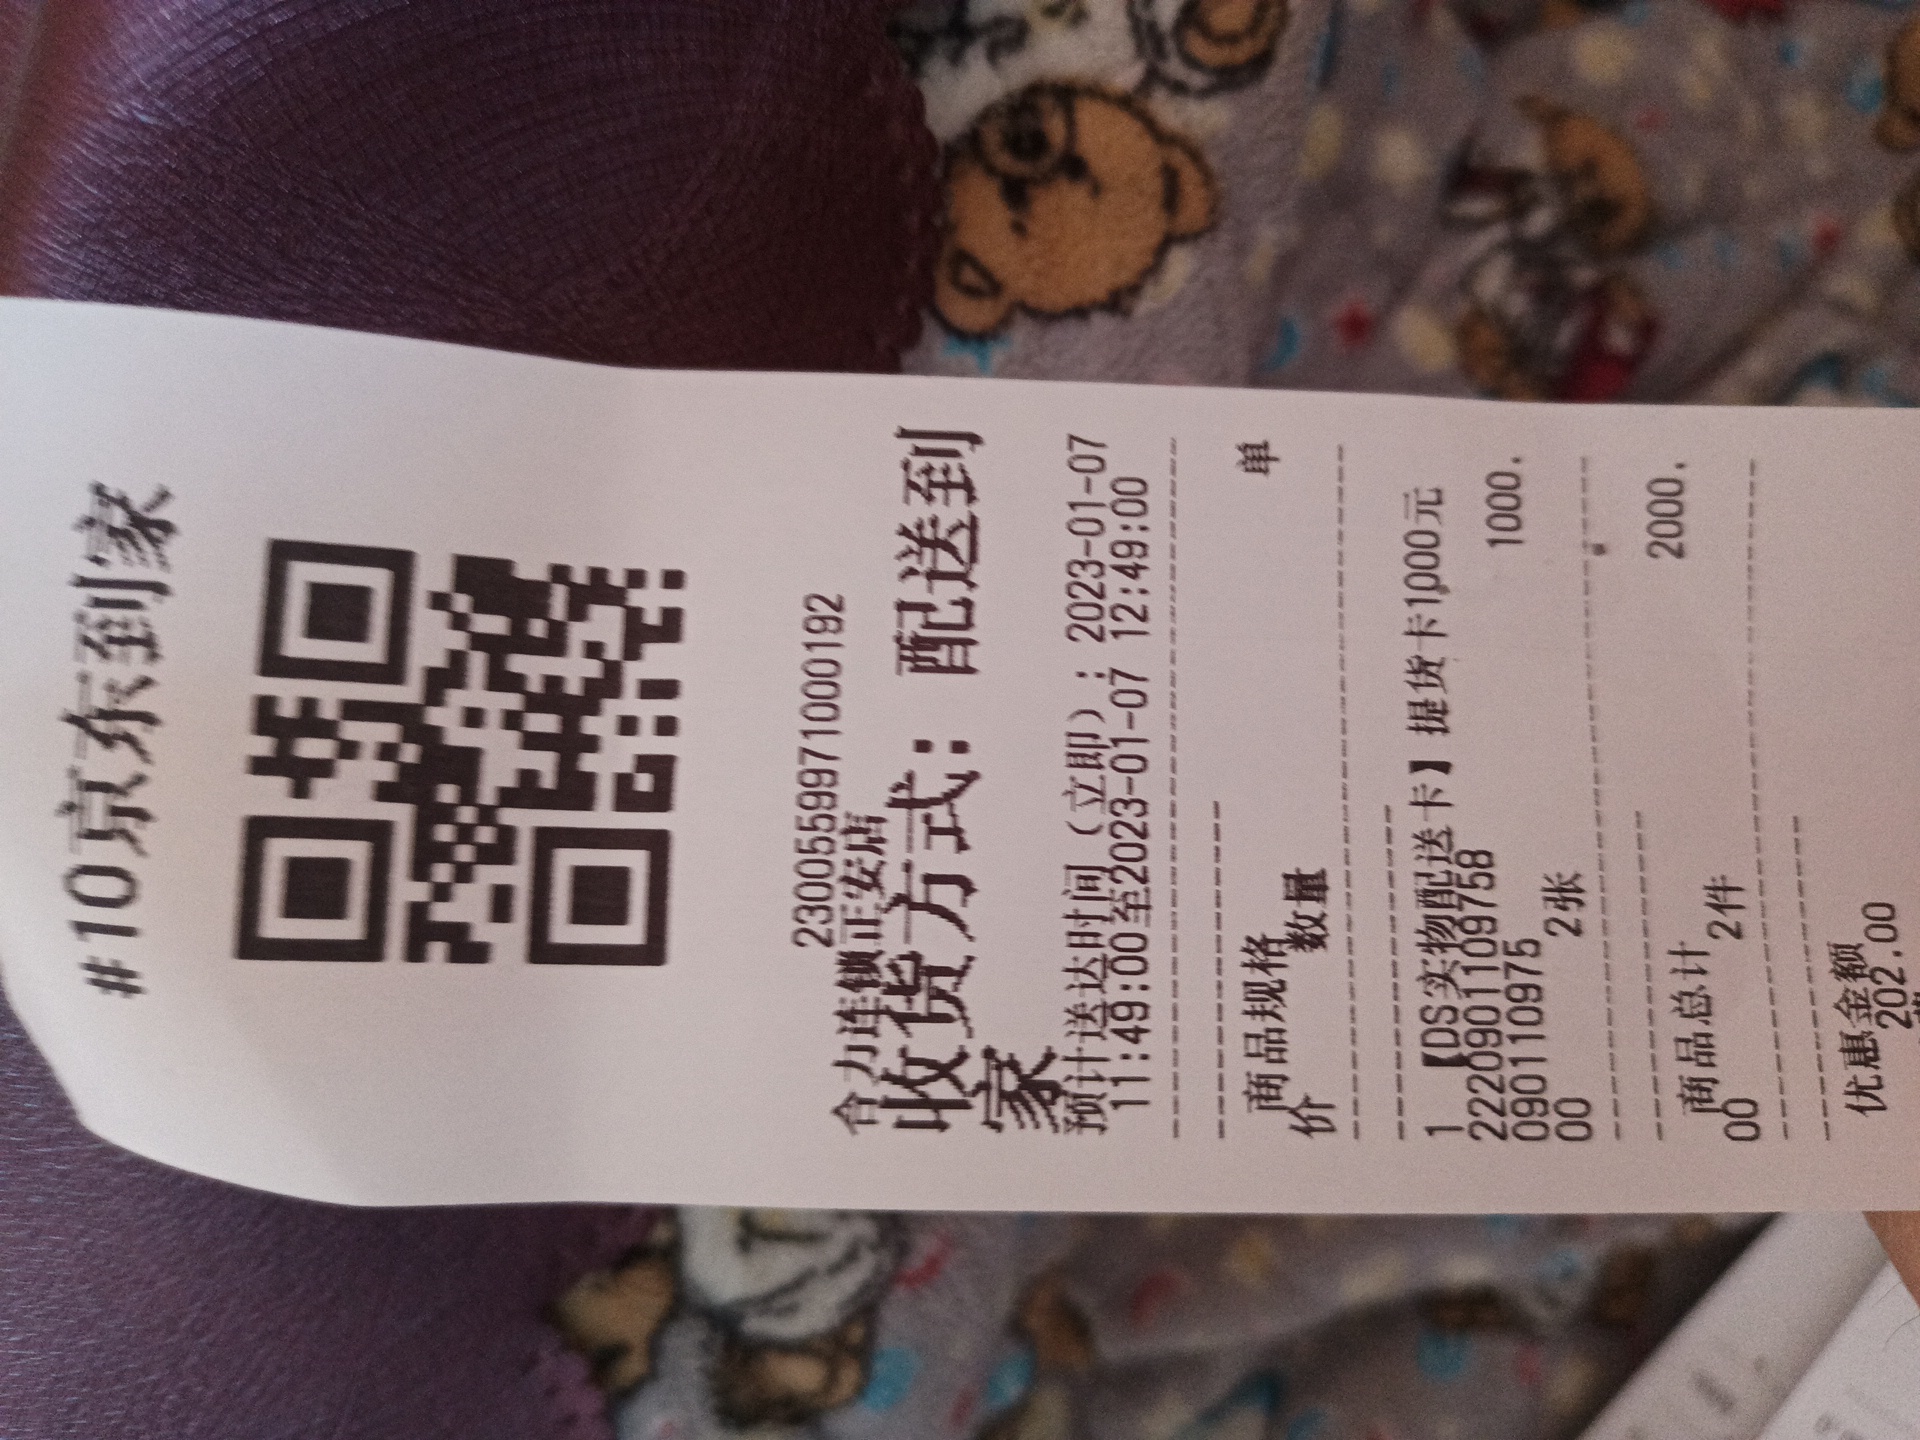 #10京东到家
2300559971000192
合力连锁正安店
收货方式：配送到
家
预计送达时间（立即）：2023-01-07
11:49:00至2023-01-07 12:49:00
--------------------------------
商品规格 单
价 数量
--------------------------------
1 【DS实物配送卡】提货卡1000元
2220901109758
0901109975 1000.
00 2张
--------------------------------
商品总计 2000.
00 2件
--------------------------------
优惠金额
202.00